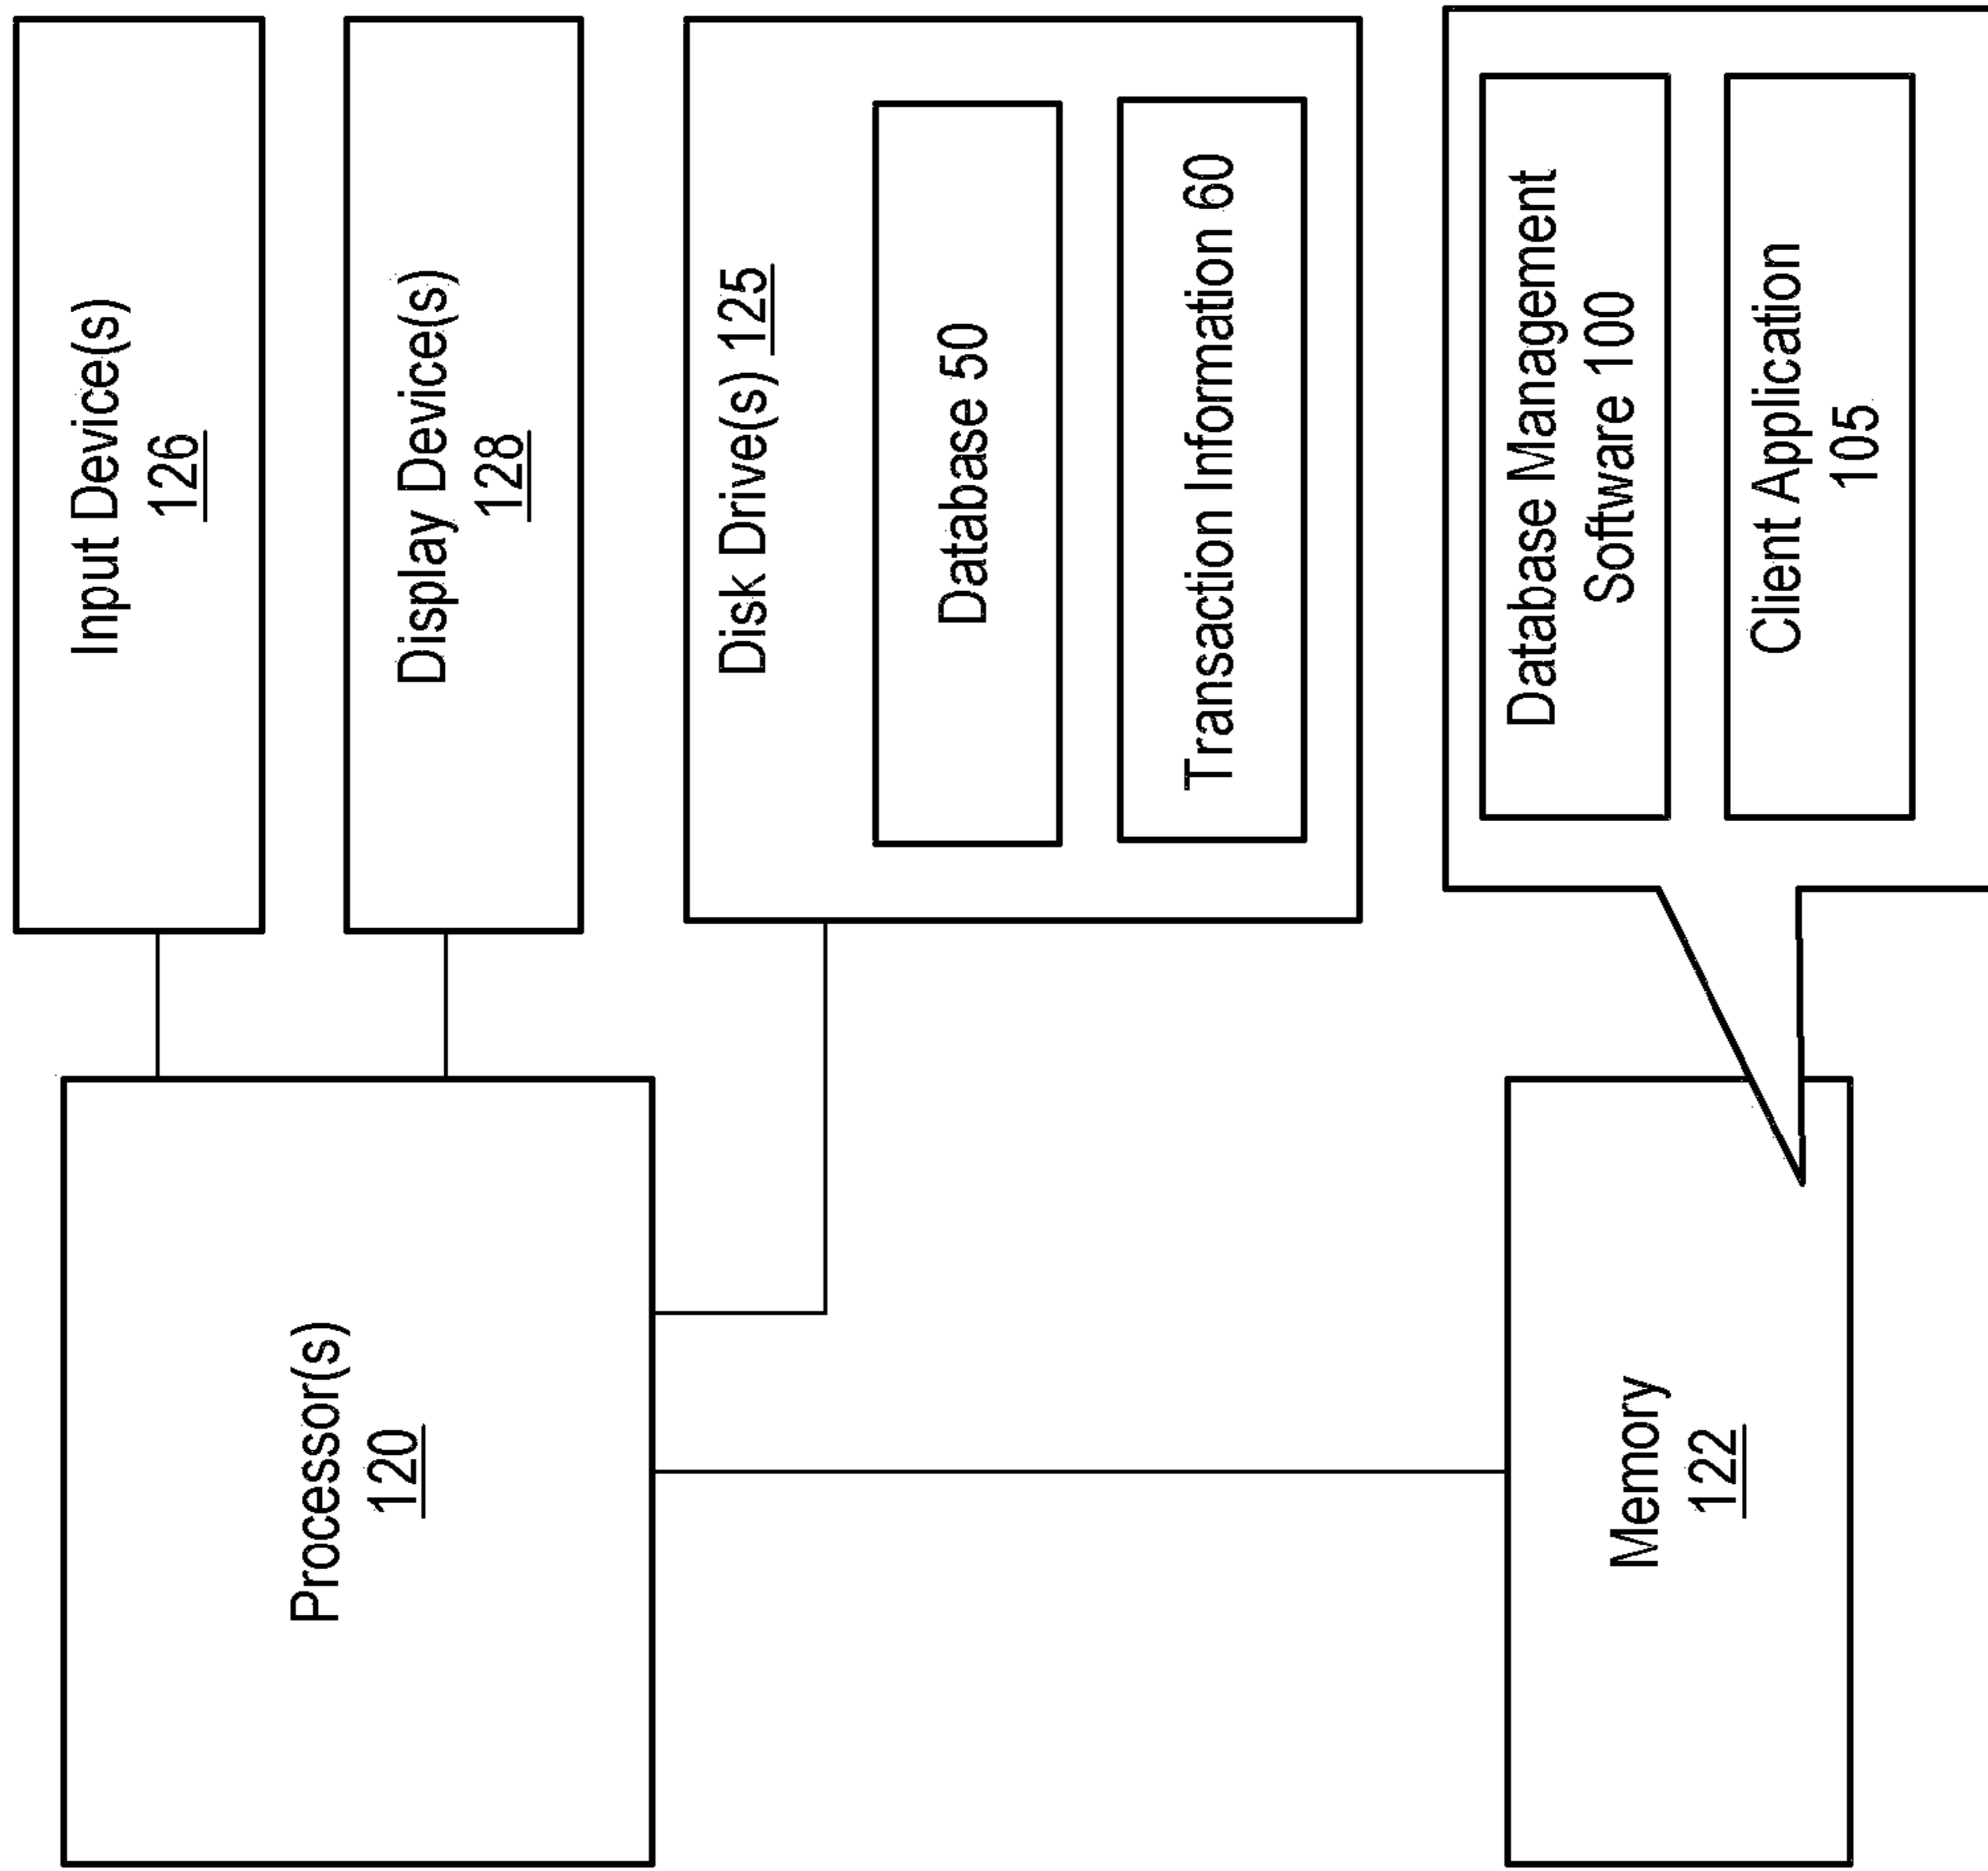 Input Device(s)
126
Display Device(s)
128
Disk Drive(s) 125
Database 50
Transaction Information 60
Database Management
Software 100
Client Application
105
Processor(s)
120
Memory
122